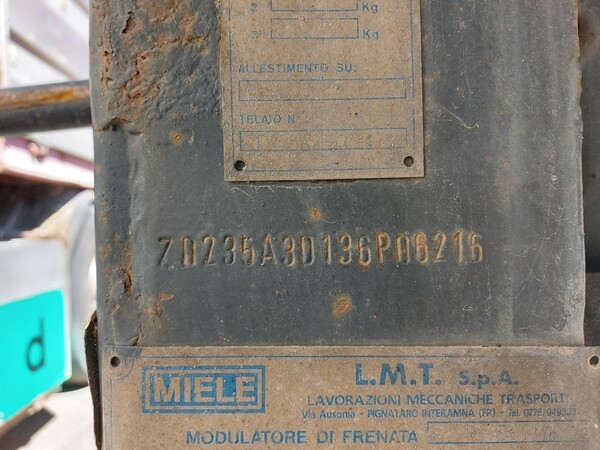 3 Kg
Kg
ALLESTIMENTO SU:
TELAIO N°
ZD235A3D136P06216
MIELE
L.M.T. S.p.A.
LAVORAZIONI MECCANICHE TRASPORTI
Via Ausonia - PIGNATARO INTERAMNA (FR) - Tel. 0776.949333
MODULATORE DI FRENATA
d